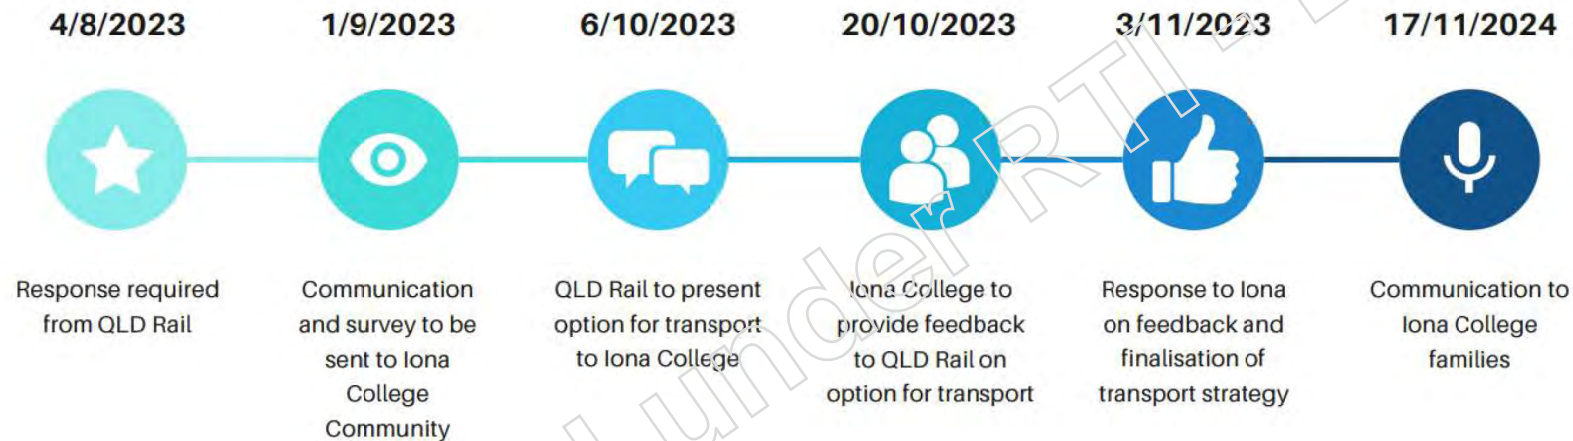 4/8/2023
Response required
from QLD Rail
1/9/2023
Communication
and survey to be
sent to Iona
College
Community
6/10/2023
QLD Rail to present
option for transport
to Iona College
20/10/2023
Iona College to
provide feedback
to QLD Rail on
option for transport
3/11/2023
Response to Iona
on feedback and
finalisation of
transport strategy
17/11/2024
Communication to
Iona College
families
under RTI -